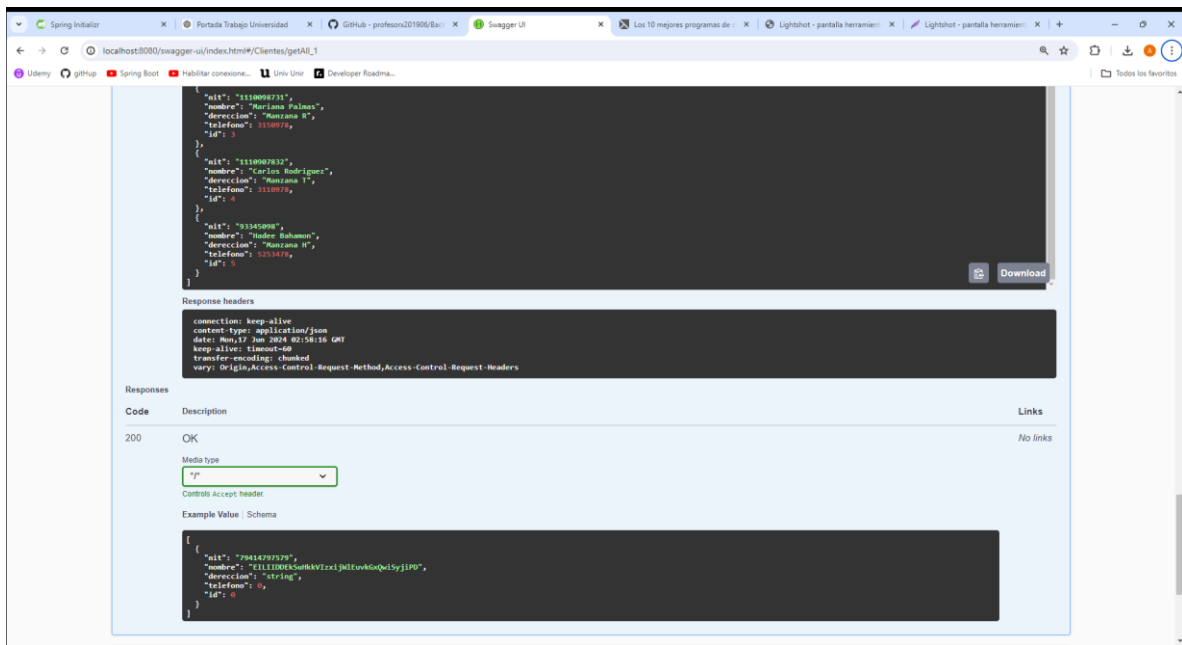 Spring Initializr
Portada Trabajo Universidad
GitHub - profesorx201906/Baci
Swagger UI
Los 10 mejores programas de
Lightshot - pantalla herramient
Lightshot - pantalla herramient
localhost:8080/swagger-ui/index.html#/Clientes/getAll_1
Udemy
gitHup
Spring Boot
Habilitar conexione...
Univ Unir
Developer Roadma...
Todos los favoritos
{
"nit": "1110098731",
"nombre": "Mariana Palmas",
"dereccion": "Manzana R",
"telefono": 3150978,
"id": 3
},
{
"nit": "1110907832",
"nombre": "Carlos Rodriguez",
"dereccion": "Manzana T",
"telefono": 3110978,
"id": 4
},
{
"nit": "93345098",
"nombre": "Hadee Bahamon",
"dereccion": "Manzana H",
"telefono": 5253478,
"id": 5
}
]
Download
Response headers
connection: keep-alive
content-type: application/json
date: Mon,17 Jun 2024 02:58:16 GMT
keep-alive: timeout=60
transfer-encoding: chunked
vary: Origin,Access-Control-Request-Method,Access-Control-Request-Headers
Responses
Code Description Links
200 OK No links
Media type
*/*
Controls Accept header.
Example Value | Schema
[
{
"nit": "79414797579",
"nombre": "EILIIDDEkSuHkkVIzxijWlEuvkGxQwiSyjiPD",
"dereccion": "string",
"telefono": 0,
"id": 0
}
]